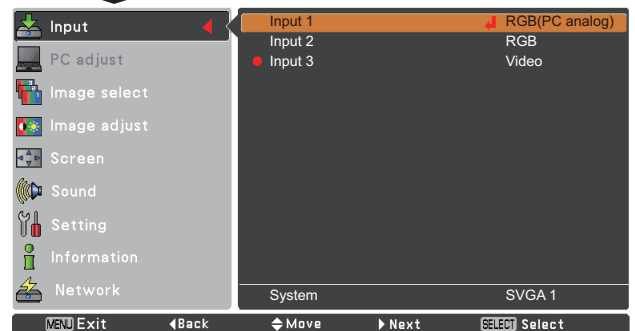 Input
PC adjust
Image select
Image adjust
Screen
Sound
Setting
Information
Network
Input 1 RGB(PC analog)
Input 2 RGB
Input 3 Video
System SVGA 1
MENU Exit Back Move Next SELECT Select